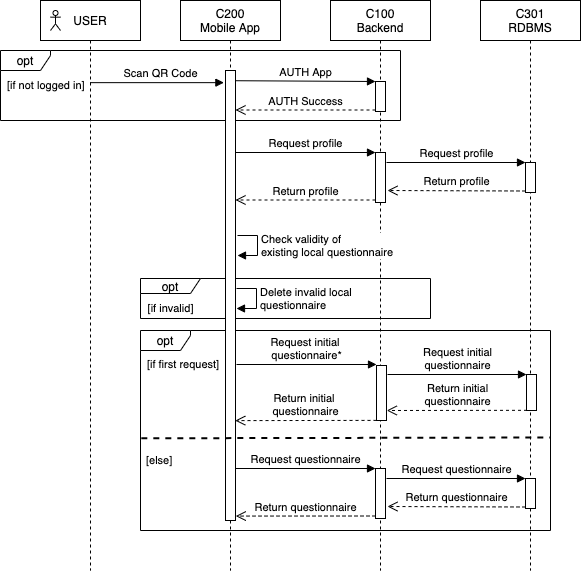 USER
C200
Mobile App
C100
Backend
C301
RDBMS
opt
[if not logged in]
Scan QR Code
AUTH App
AUTH Success
Request profile
Request profile
Return profile
Return profile
Check validity of
existing local questionnaire
opt
[if invalid]
Delete invalid local
questionnaire
opt
[if first request]
Request initial
questionnaire*
Request initial
questionnaire
Return initial
questionnaire
Return initial
questionnaire
[else]
Request questionnaire
Request questionnaire
Return questionnaire
Return questionnaire